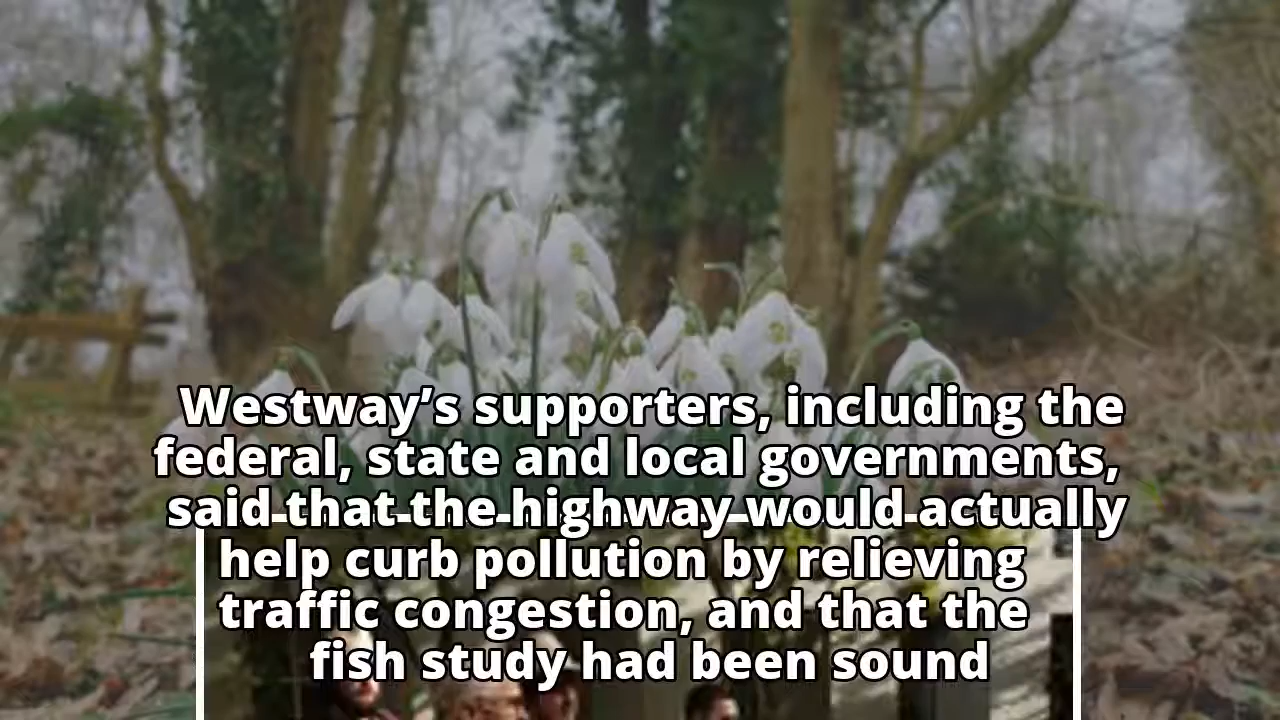 Westway’s supporters, including the
federal, state and local governments,
said that the highway would actually
help curb pollution by relieving
traffic congestion, and that the
fish study had been sound